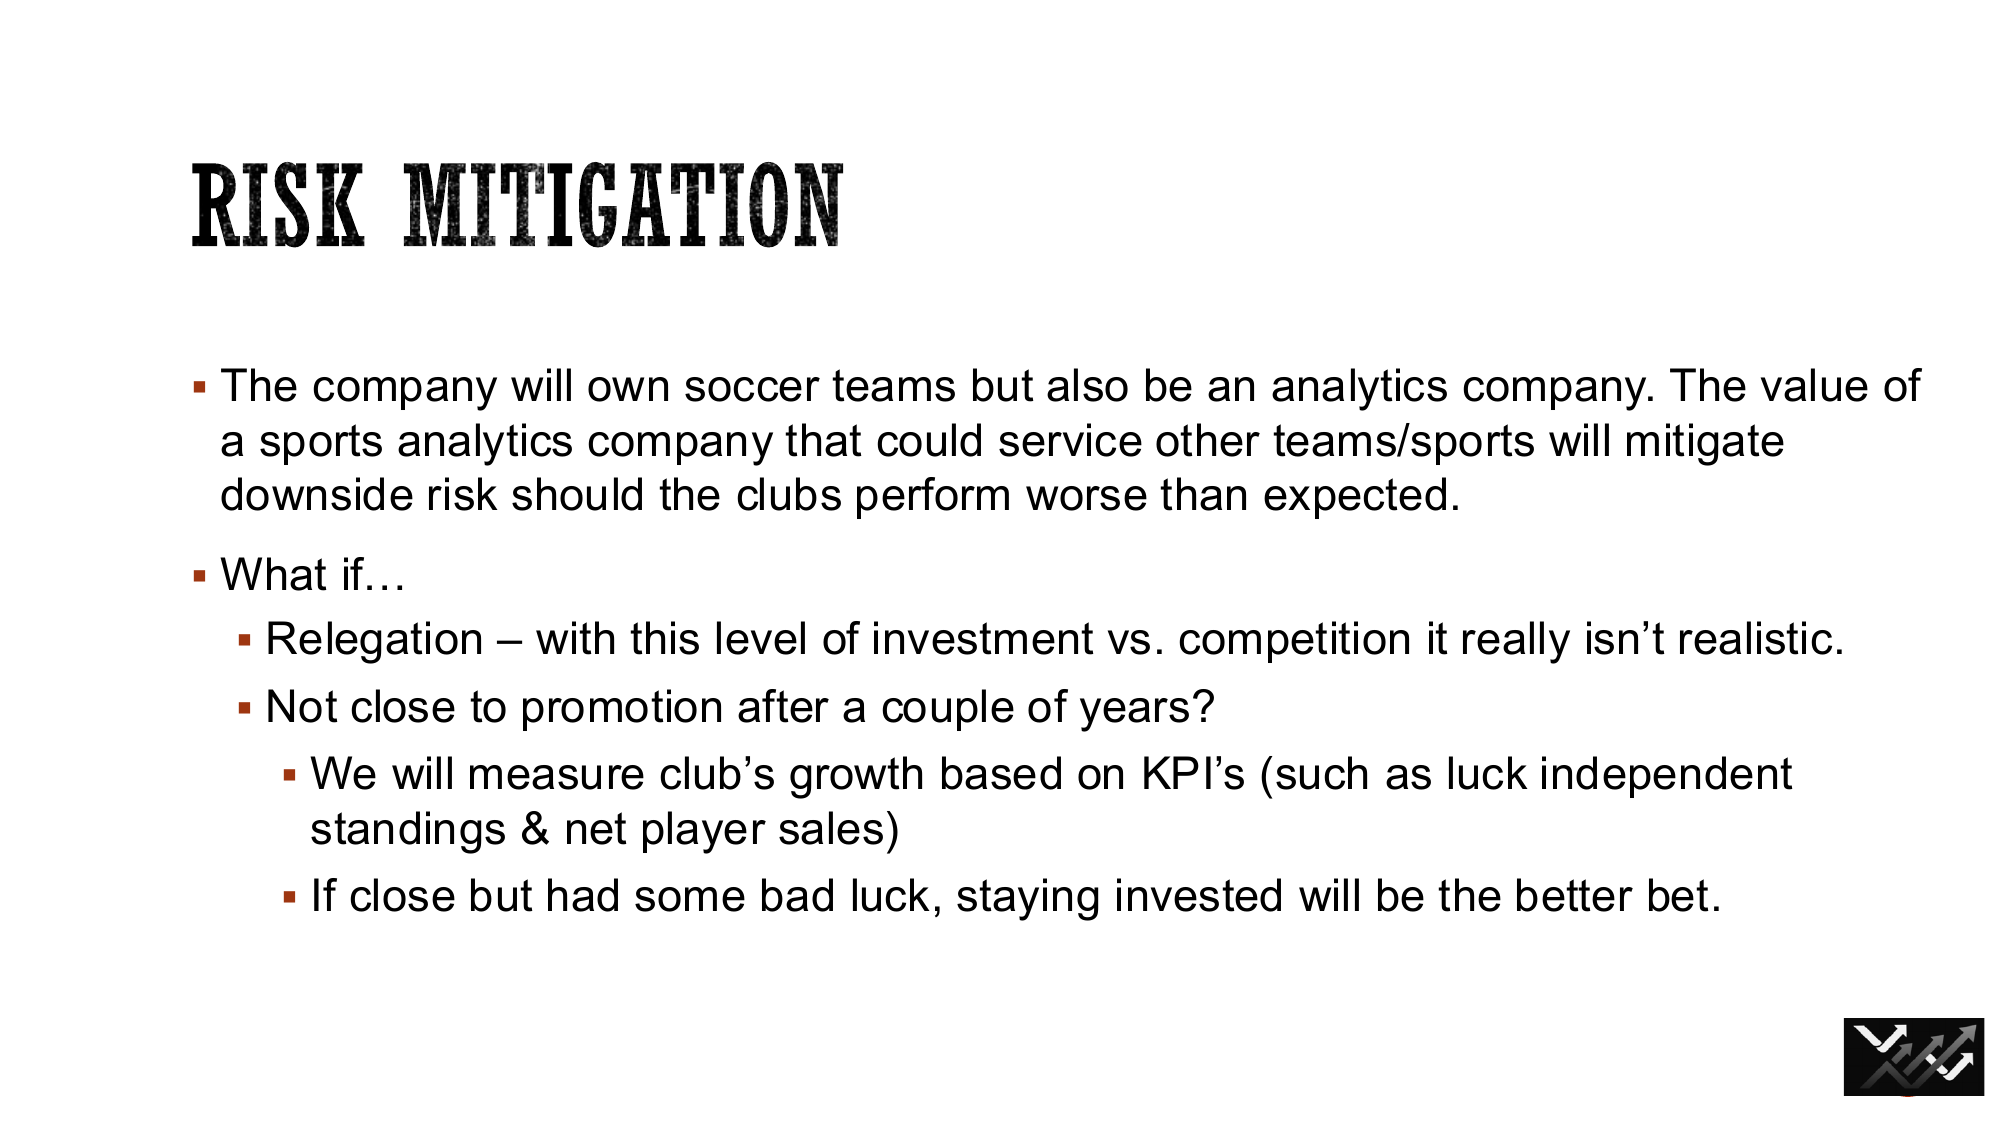 RISK MITIGATION
▪ The company will own soccer teams but also be an analytics company. The value of
a sports analytics company that could service other teams/sports will mitigate
downside risk should the clubs perform worse than expected.
▪ What if…
▪ Relegation – with this level of investment vs. competition it really isn’t realistic.
▪ Not close to promotion after a couple of years?
▪ We will measure club’s growth based on KPI’s (such as luck independent
standings & net player sales)
▪ If close but had some bad luck, staying invested will be the better bet.